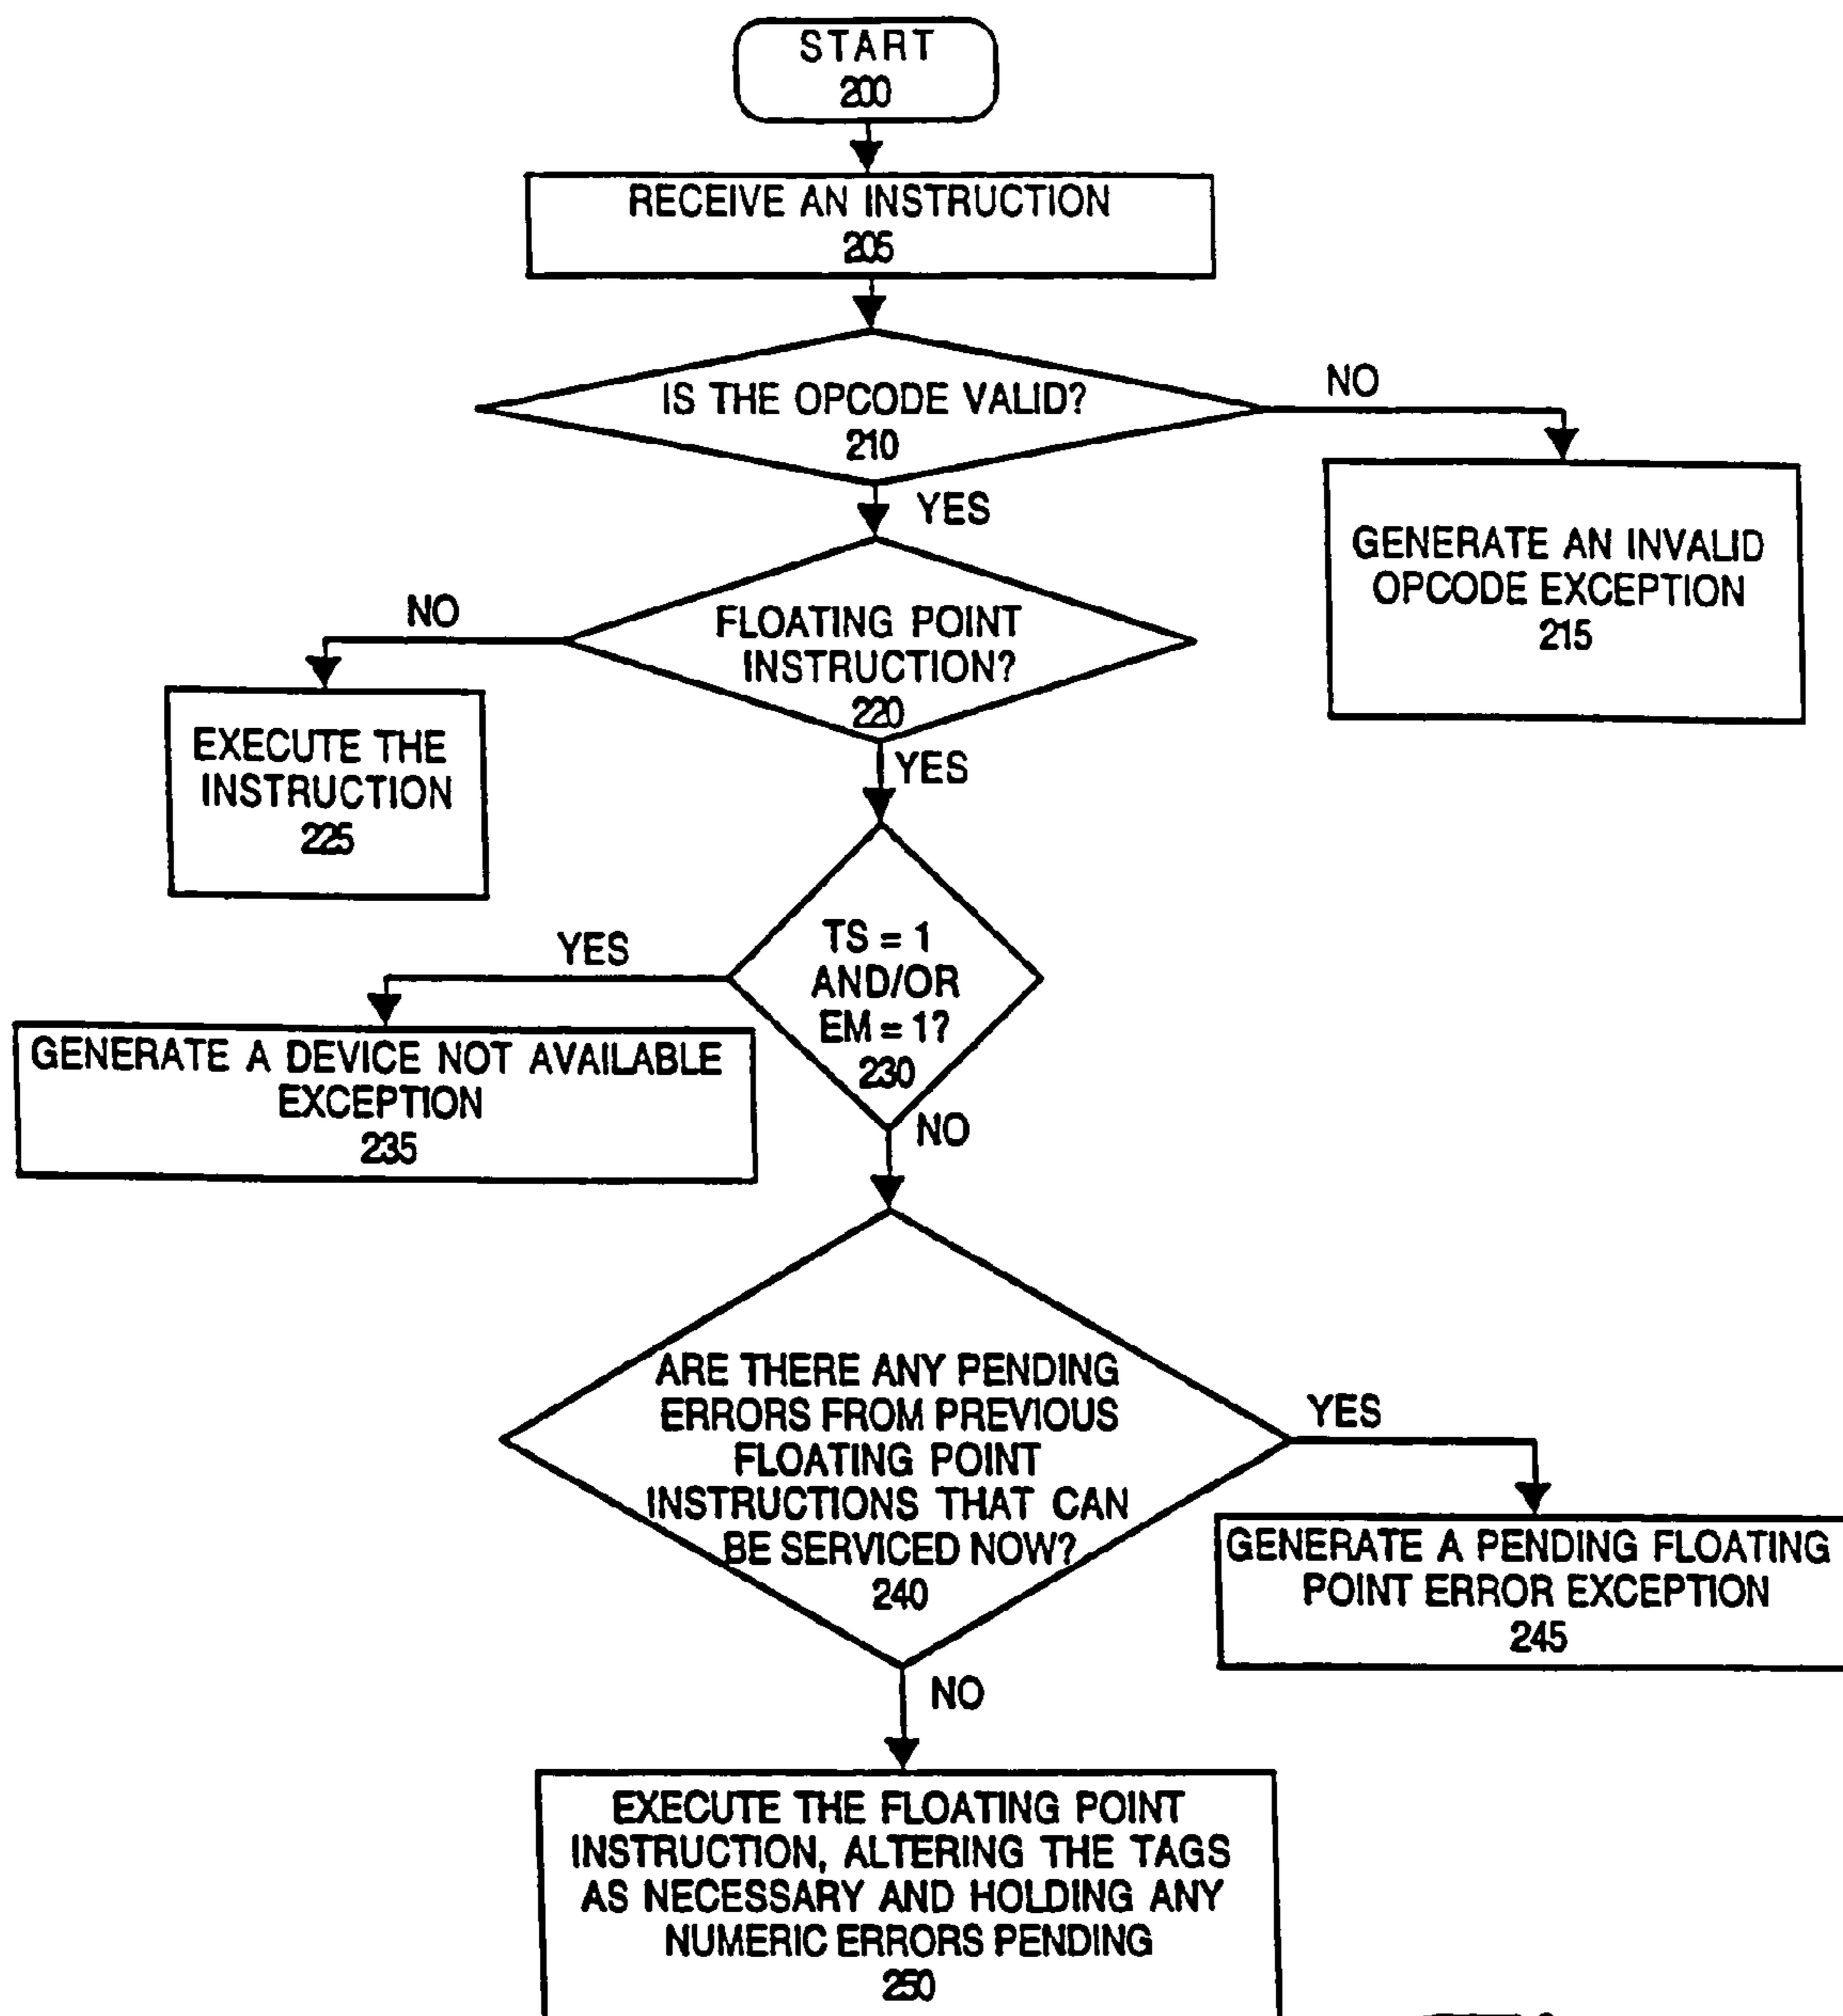 START
200
RECEIVE AN INSTRUCTION
205
IS THE OPCODE VALID?
210
NO
YES
GENERATE AN INVALID
OPCODE EXCEPTION
215
FLOATING POINT
INSTRUCTION?
220
NO
YES
EXECUTE THE
INSTRUCTION
225
TS = 1
AND/OR
EM = 1?
230
YES
NO
GENERATE A DEVICE NOT AVAILABLE
EXCEPTION
235
ARE THERE ANY PENDING
ERRORS FROM PREVIOUS
FLOATING POINT
INSTRUCTIONS THAT CAN
BE SERVICED NOW?
240
YES
NO
GENERATE A PENDING FLOATING
POINT ERROR EXCEPTION
245
EXECUTE THE FLOATING POINT
INSTRUCTION, ALTERING THE TAGS
AS NECESSARY AND HOLDING ANY
NUMERIC ERRORS PENDING
250